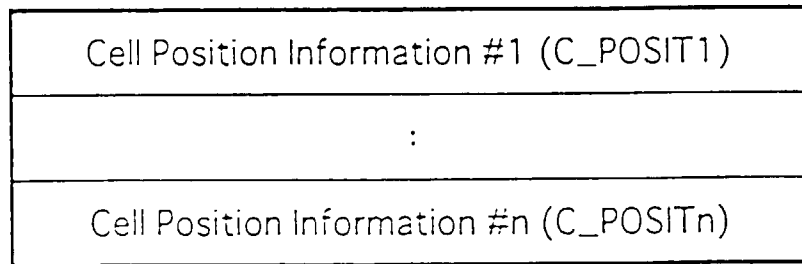 Cell Position Information #1 (C_POSIT1)
:
Cell Position Information #n (C_POSITn)